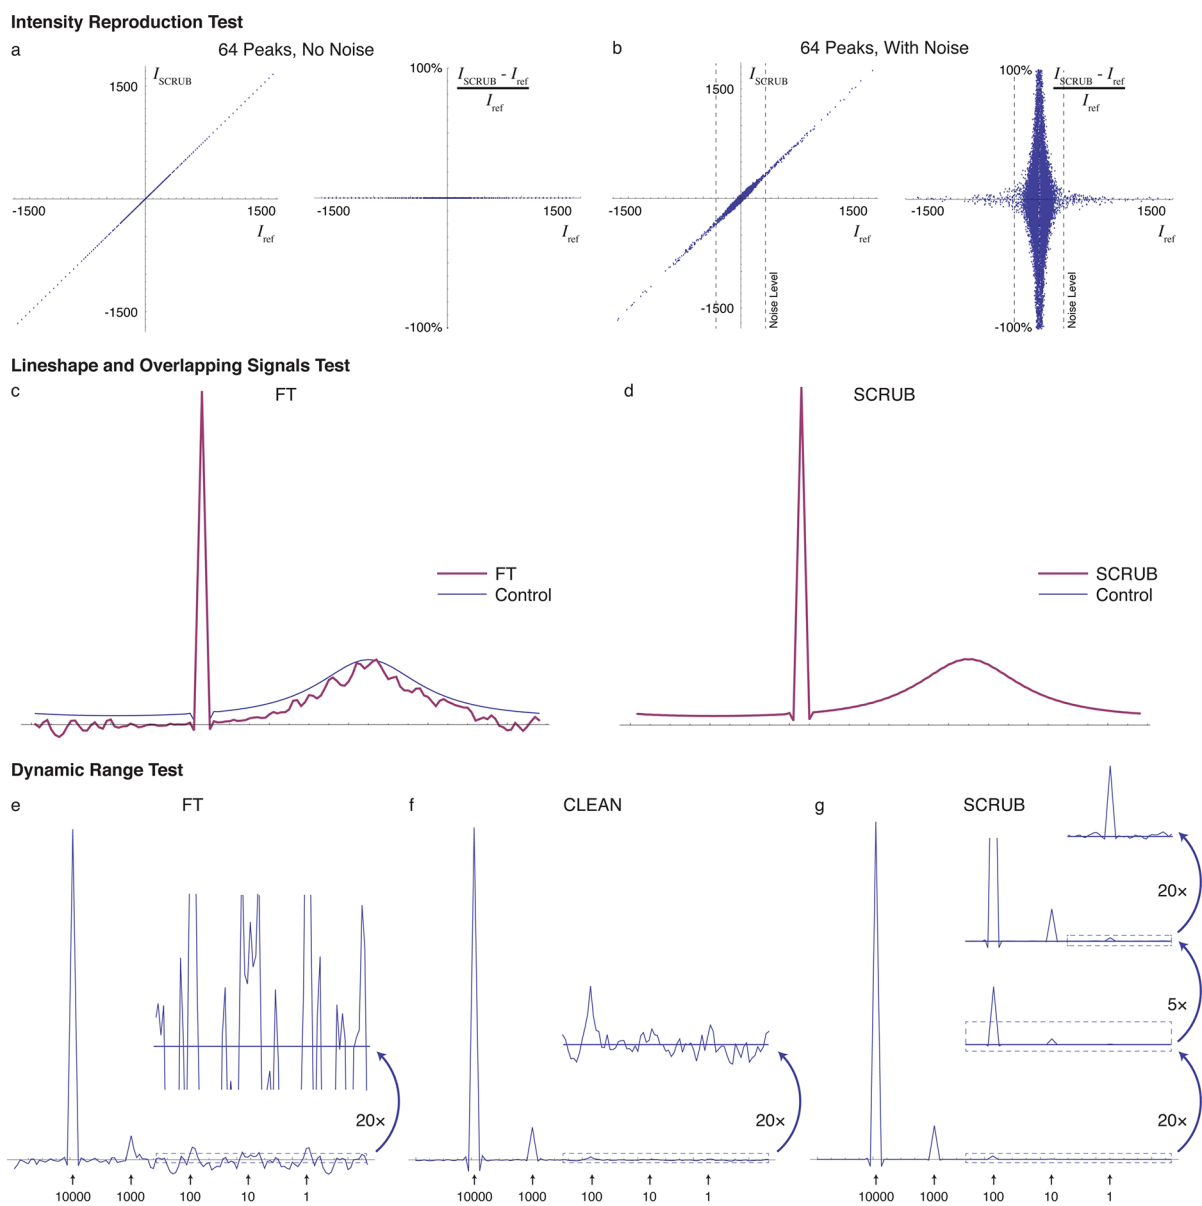 Intensity Reproduction Test
a 64 Peaks, No Noise
1500 I_SCRUB
-1500 1500
I_ref
-1500
100% I_SCRUB - I_ref
I_ref
-1500 1500
I_ref
-100%
b 64 Peaks, With Noise
1500 I_SCRUB
-1500 1500
I_ref
-1500
Noise Level
100% I_SCRUB - I_ref
I_ref
-1500 1500
I_ref
-100%
Noise Level
Lineshape and Overlapping Signals Test
c FT
FT
Control
d SCRUB
SCRUB
Control
Dynamic Range Test
e FT
20×
10000 1000 100 10 1
f CLEAN
20×
10000 1000 100 10 1
g SCRUB
20×
5×
20×
10000 1000 100 10 1